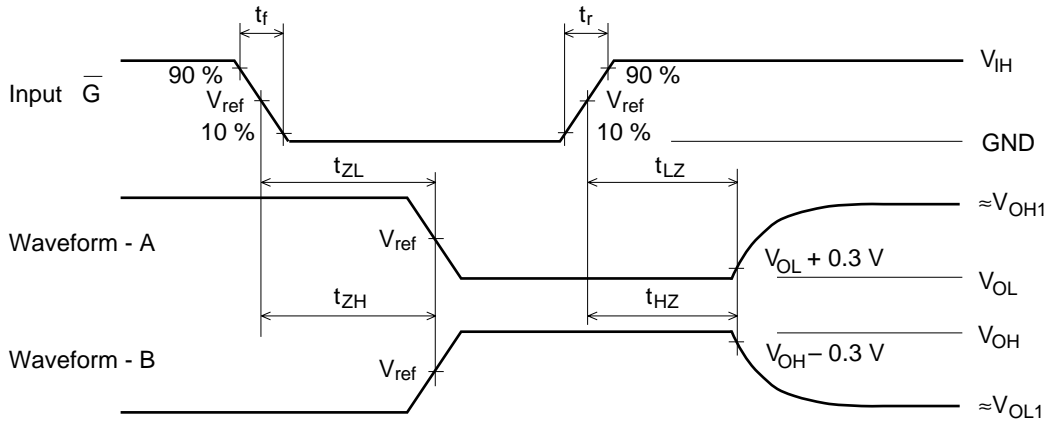 tf
tr
90 %
90 %
VIH
Input G̅
Vref
Vref
10 %
10 %
GND
tZL
tLZ
≈VOH1
Waveform - A
Vref
VOL + 0.3 V
VOL
tZH
tHZ
VOH
Waveform - B
Vref
VOH − 0.3 V
≈VOL1